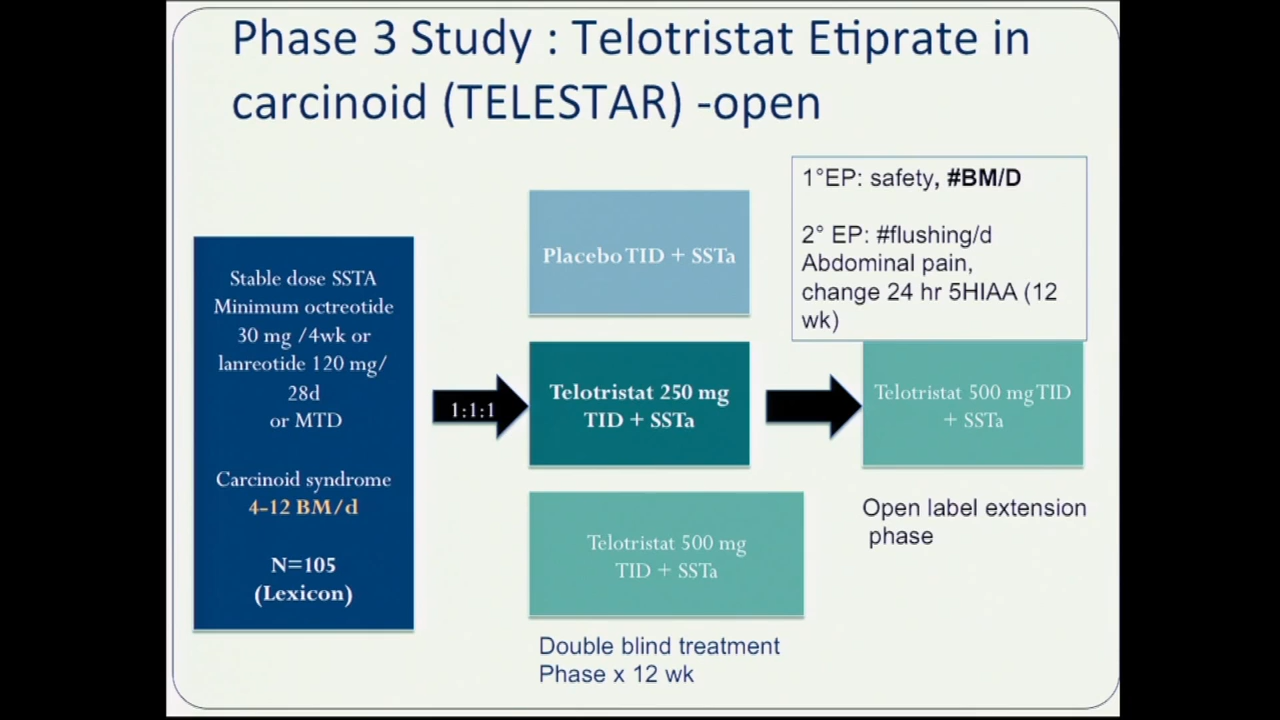 Phase 3 Study : Telotristat Etiprate in
carcinoid (TELESTAR) -open
Stable dose SSTA
Minimum octreotide
30 mg /4wk or
lanreotide 120 mg/
28d
or MTD
Carcinoid syndrome
4-12 BM/d
N=105
(Lexicon)
1:1:1
Placebo TID + SSTa
Telotristat 250 mg
TID + SSTa
Telotristat 500 mg
TID + SSTa
Double blind treatment
Phase x 12 wk
1°EP: safety, #BM/D
2° EP: #flushing/d
Abdominal pain,
change 24 hr 5HIAA (12
wk)
Telotristat 500 mg TID
+ SSTa
Open label extension
phase